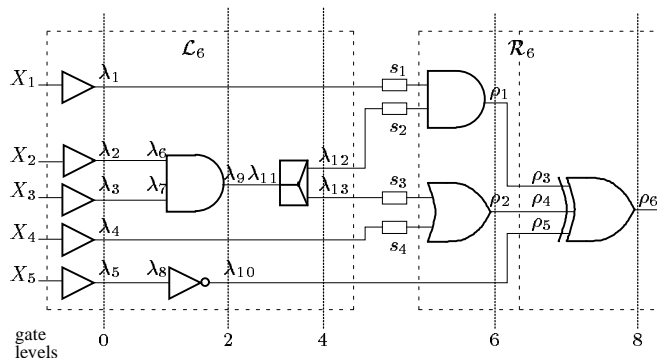 𝓛₆ 𝓡₆
X₁ λ₁ s₁ ρ₁
s₂
X₂ λ₂ λ₆ λ₉ λ₁₁ λ₁₂
X₃ λ₃ λ₇ λ₁₃ s₃ ρ₂ ρ₃ ρ₄ ρ₆
X₄ λ₄ s₄ ρ₅
X₅ λ₅ λ₈ λ₁₀
gate
levels 0 2 4 6 8